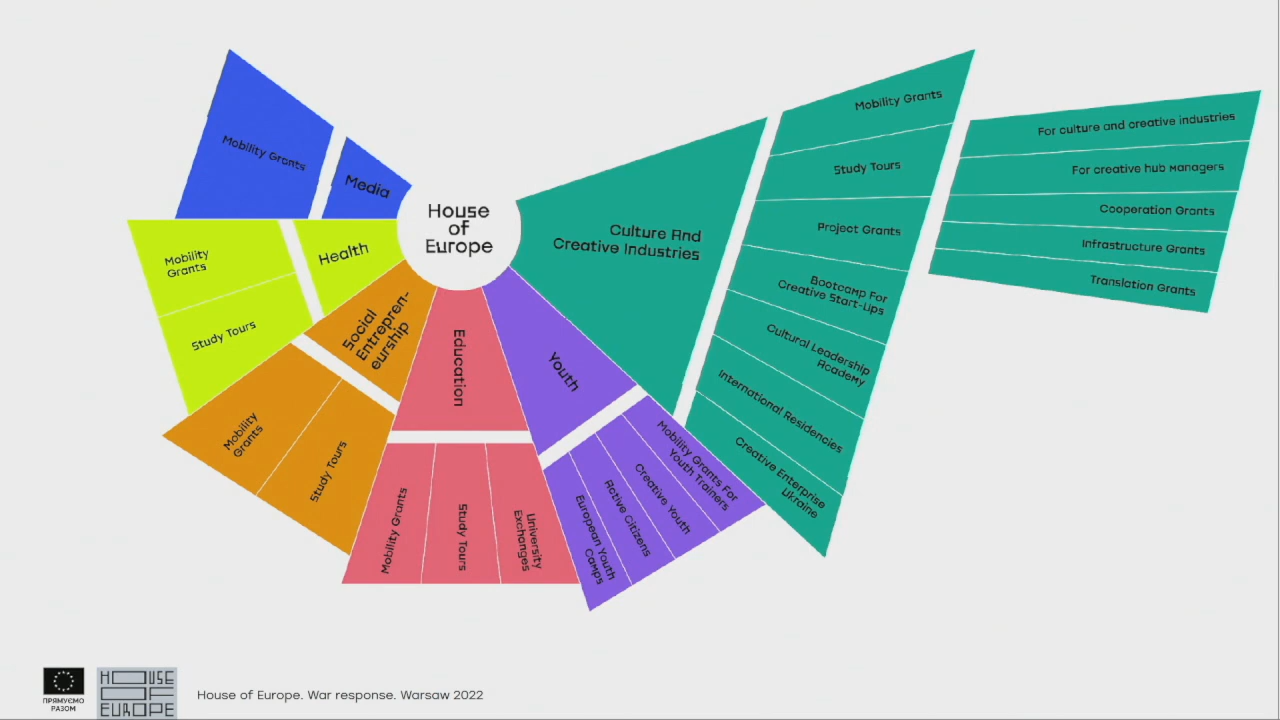 House
of
Europe
Media
Mobility Grants
Health
Mobility
Grants
Study Tours
Social
Entrepren-
eurship
Mobility
Grants
Study Tours
Education
Mobility Grants
Study Tours
University
Exchanges
Youth
European Youth
Camps
Active Citizens
Creative Youth
Mobility Grants For
Youth Trainers
Culture And
Creative Industries
Mobility Grants
Study Tours
Project Grants
Bootcamp For
Creative Start-Ups
Cultural Leadership
Academy
International Residencies
Creative Enterprise
Ukraine
For culture and creative industries
For creative hub Managers
Cooperation Grants
Infrastructure Grants
Translation Grants
ПРЯМУЄМО
РАЗОМ
HOUSE
OF
EUROPE
House of Europe. War response. Warsaw 2022